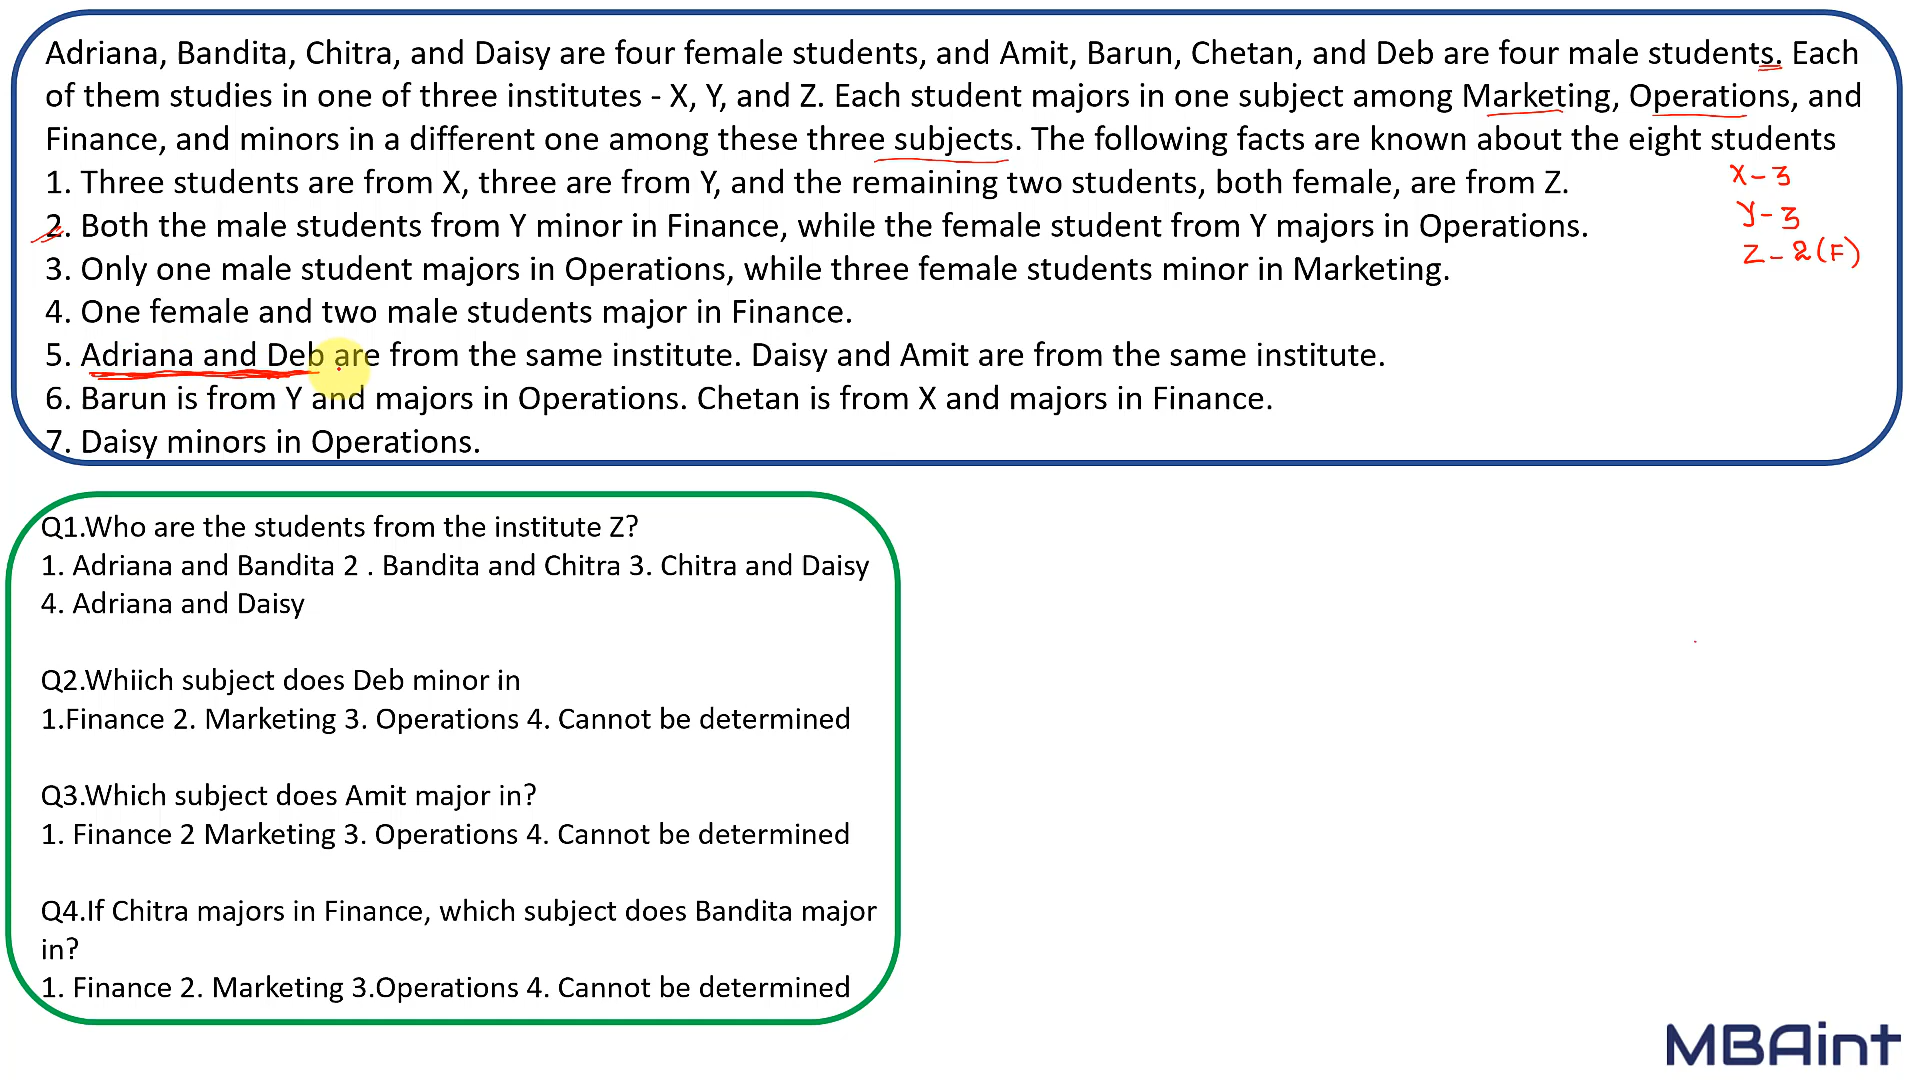 Adriana, Bandita, Chitra, and Daisy are four female students, and Amit, Barun, Chetan, and Deb are four male students. Each
of them studies in one of three institutes - X, Y, and Z. Each student majors in one subject among Marketing, Operations, and
Finance, and minors in a different one among these three subjects. The following facts are known about the eight students
1. Three students are from X, three are from Y, and the remaining two students, both female, are from Z.
X - 3
2. Both the male students from Y minor in Finance, while the female student from Y majors in Operations.
Y - 3
3. Only one male student majors in Operations, while three female students minor in Marketing.
Z - 2 (F)
4. One female and two male students major in Finance.
5. Adriana and Deb are from the same institute. Daisy and Amit are from the same institute.
6. Barun is from Y and majors in Operations. Chetan is from X and majors in Finance.
7. Daisy minors in Operations.
Q1.Who are the students from the institute Z?
1. Adriana and Bandita 2 . Bandita and Chitra 3. Chitra and Daisy
4. Adriana and Daisy
Q2.Whiich subject does Deb minor in
1.Finance 2. Marketing 3. Operations 4. Cannot be determined
Q3.Which subject does Amit major in?
1. Finance 2 Marketing 3. Operations 4. Cannot be determined
Q4.If Chitra majors in Finance, which subject does Bandita major
in?
1. Finance 2. Marketing 3.Operations 4. Cannot be determined
MBAint